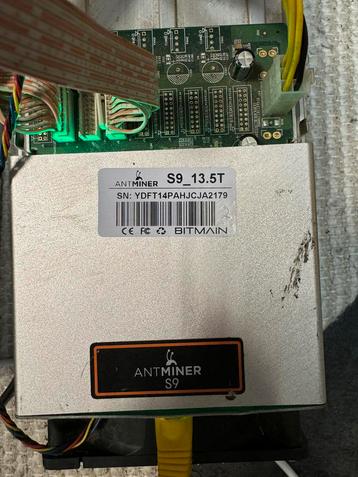 ANTMINER S9_13.5T
SN: YDFT14PAHJCJA2179
CE FC BITMAIN
ANTMINER
S9